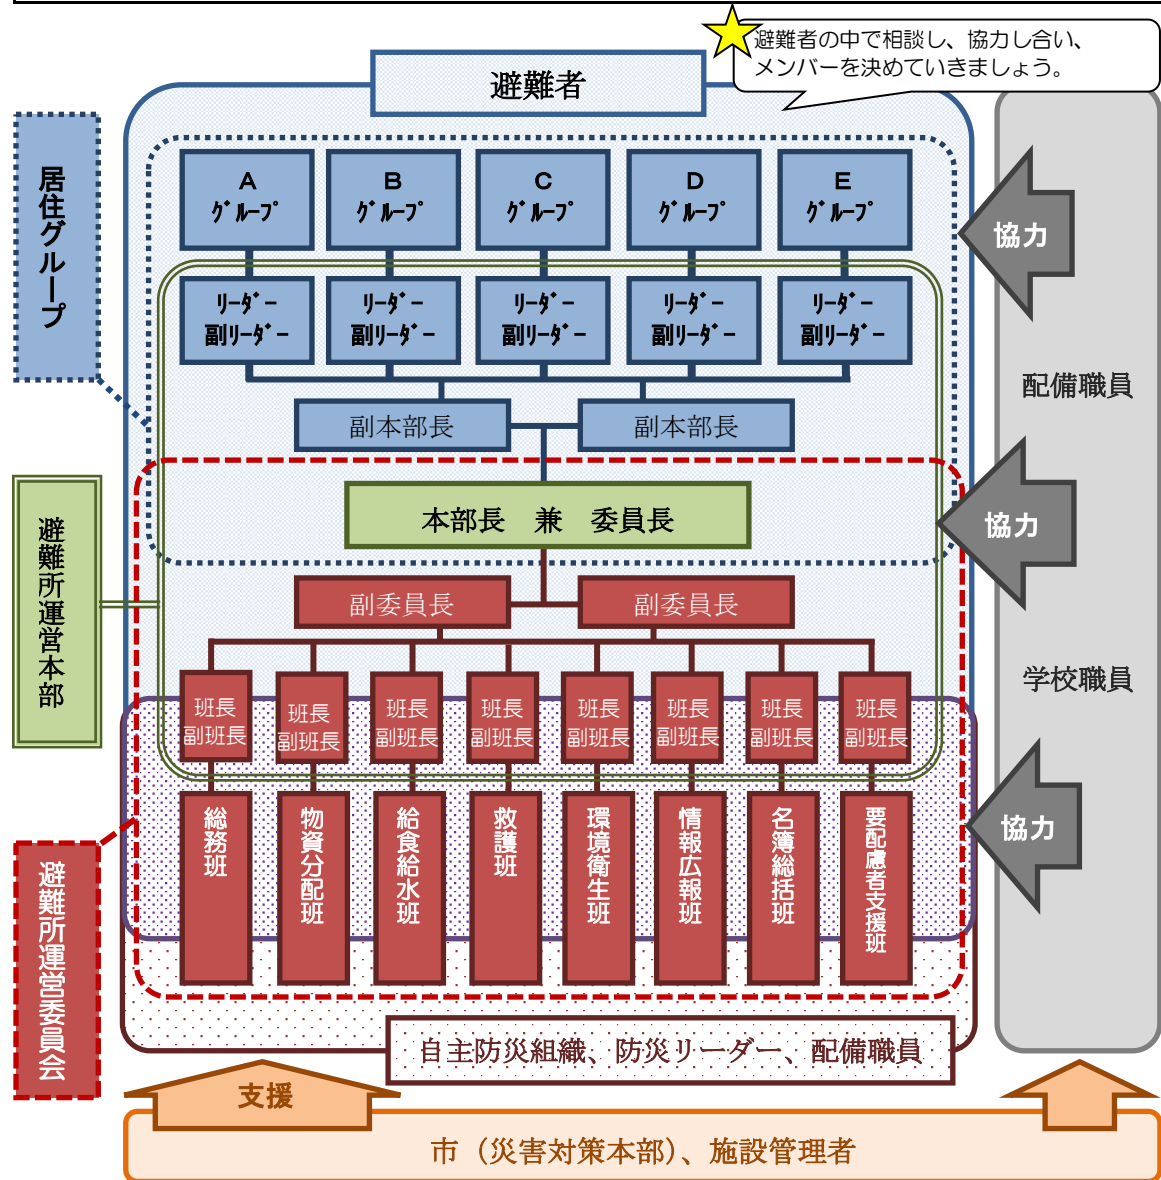 避難者の中で相談し、協力し合い、
メンバーを決めていきましょう。
避難者
居住グループ
A
グループ
B
グループ
C
グループ
D
グループ
E
グループ
協力
リーダー
副リーダー
リーダー
副リーダー
リーダー
副リーダー
リーダー
副リーダー
リーダー
副リーダー
配備職員
副本部長
副本部長
避難所運営本部
本部長　兼　委員長
協力
副委員長
副委員長
学校職員
班長
副班長
班長
副班長
班長
副班長
班長
副班長
班長
副班長
班長
副班長
班長
副班長
班長
副班長
協力
避難所運営委員会
総務班
物資分配班
給食給水班
救護班
環境衛生班
情報広報班
名簿総括班
要配慮者支援班
自主防災組織、防災リーダー、配備職員
支援
市（災害対策本部）、施設管理者